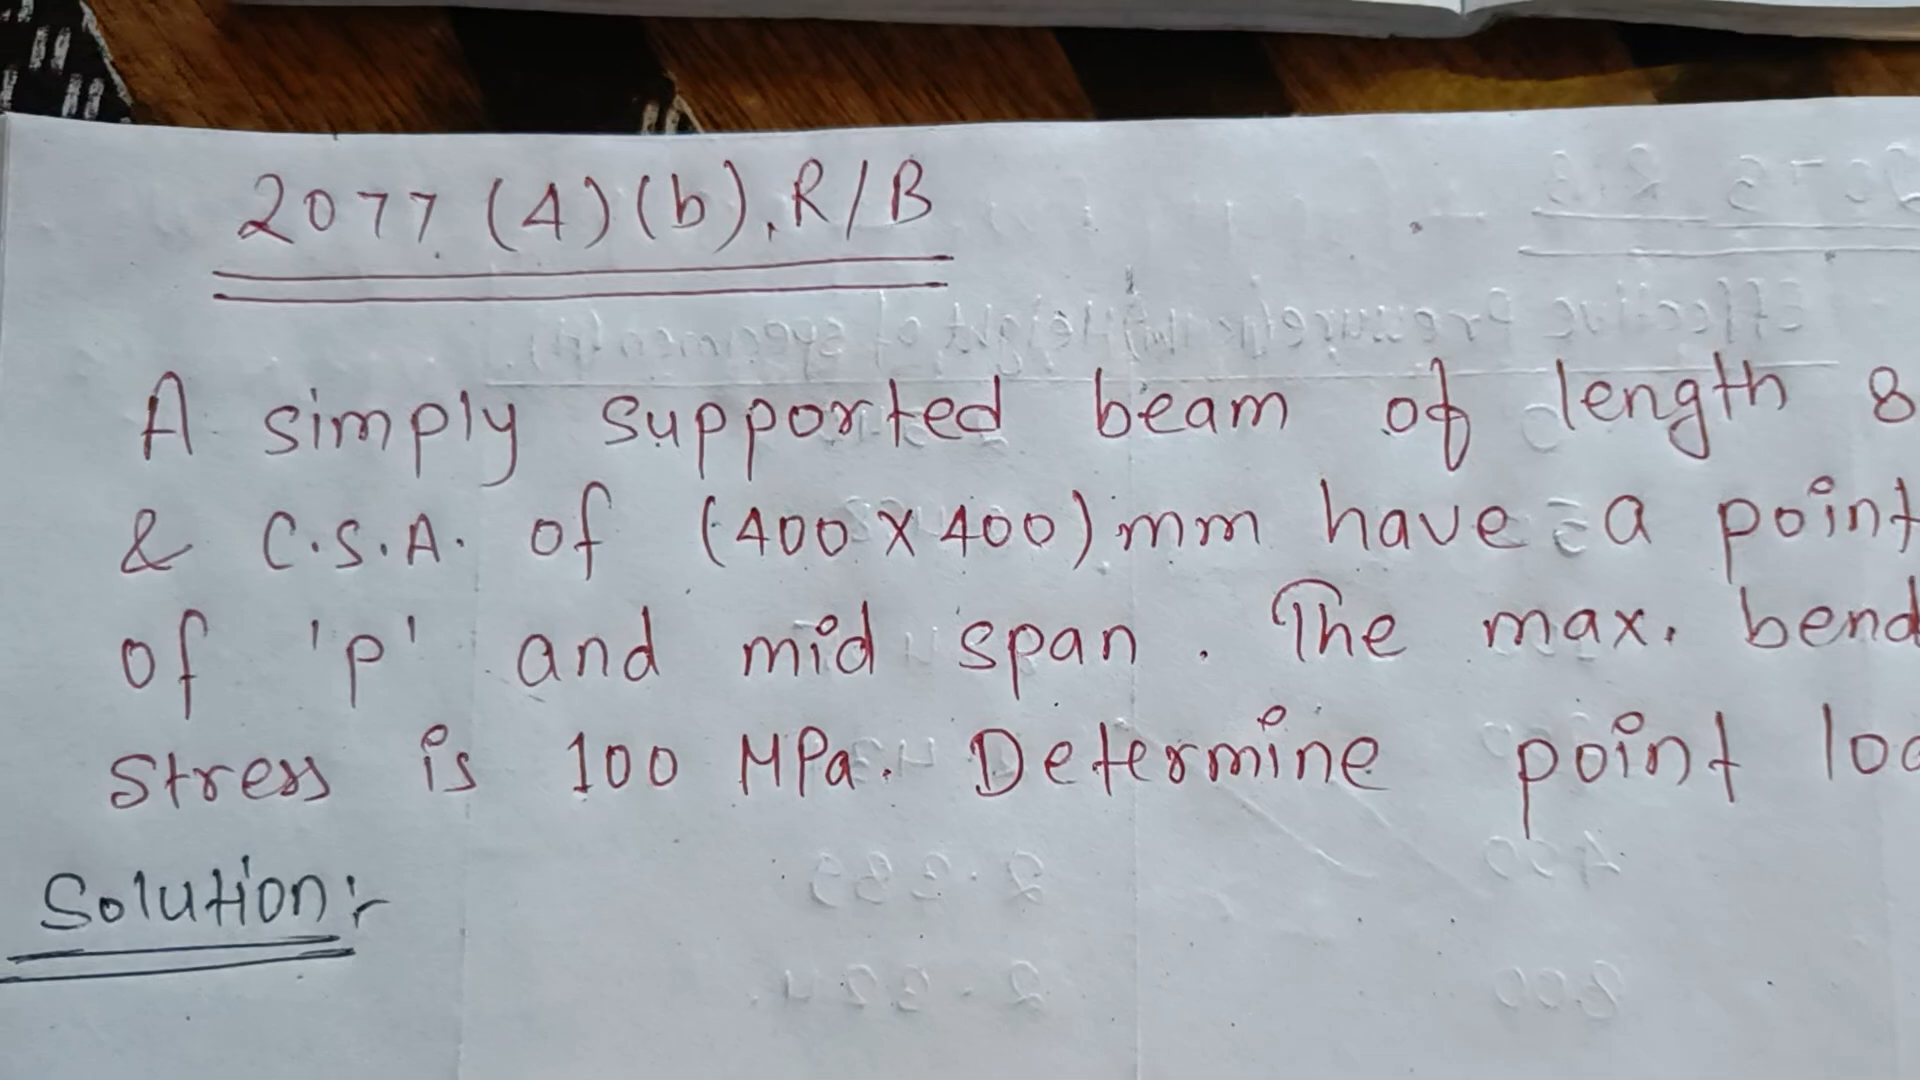 2077 (4)(b), R/B
A simply supported beam of length 8
& C.S.A. of (400 x 400) mm have a point
of 'p' and mid span. The max. bend
stress is 100 MPa. Determine point loa
Solution:-